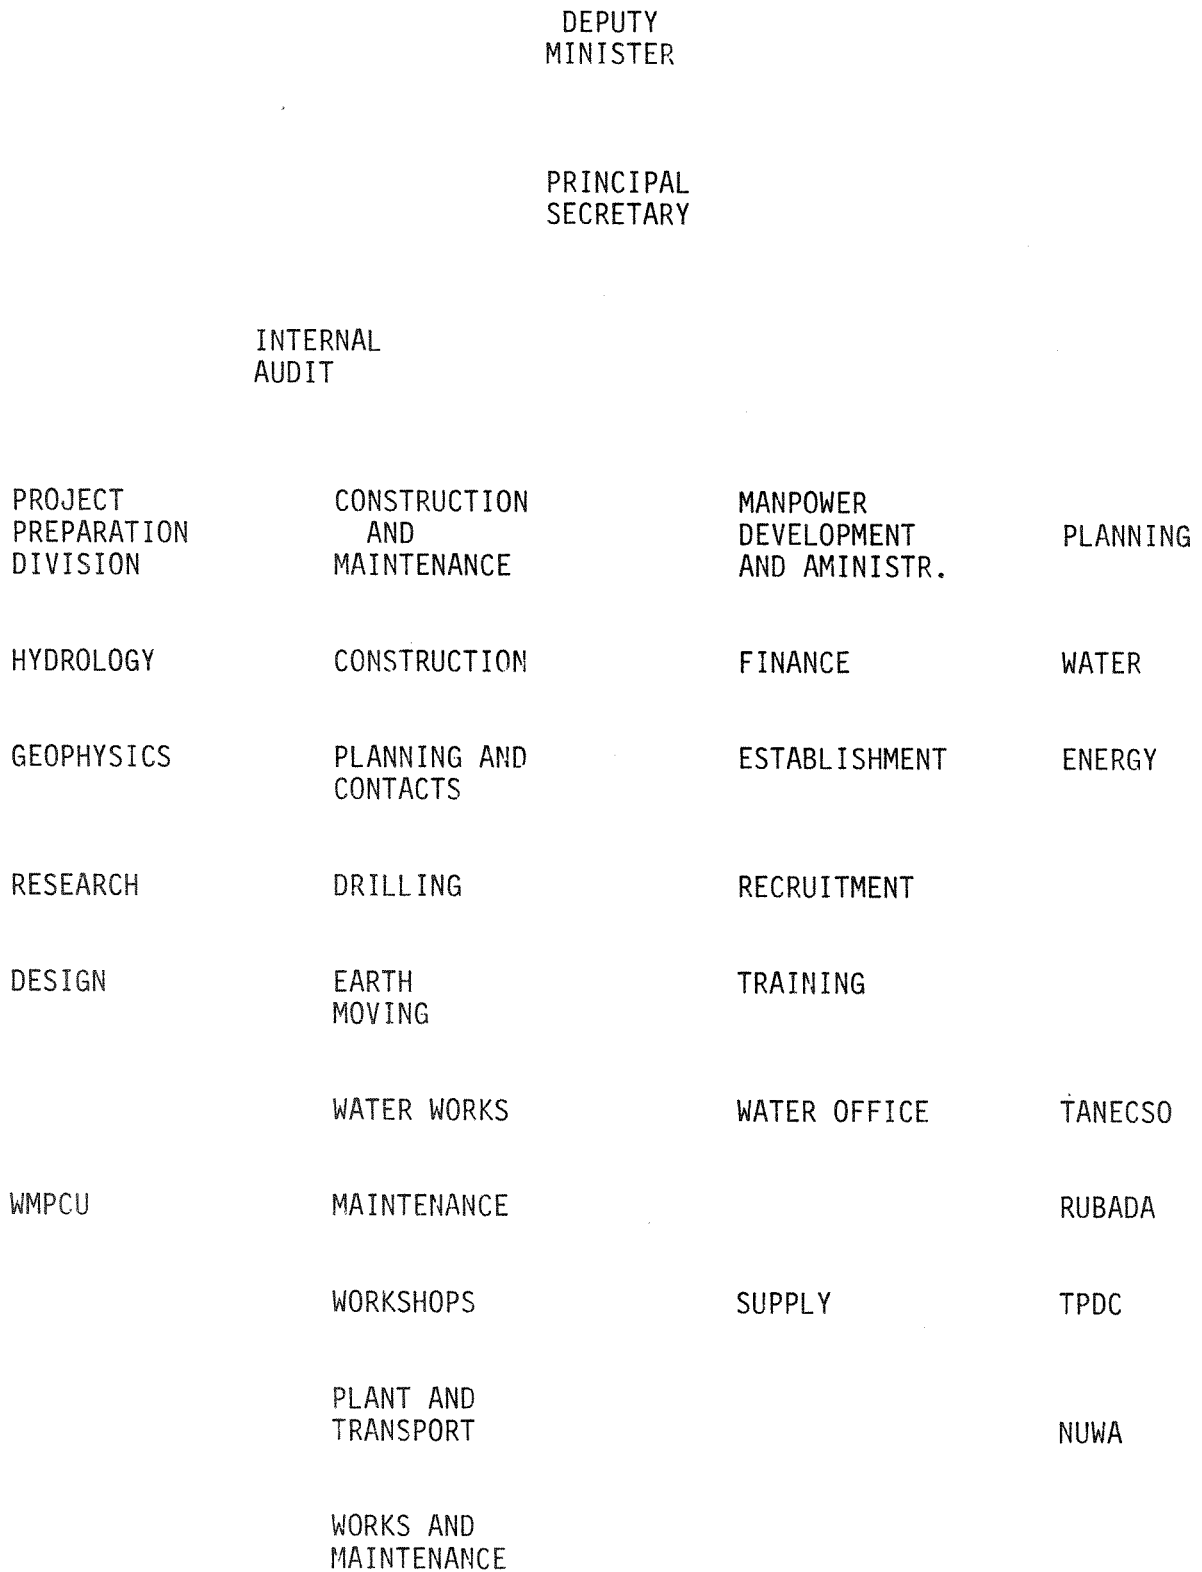 DEPUTY
MINISTER
PRINCIPAL
SECRETARY
INTERNAL
AUDIT
PROJECT
PREPARATION
DIVISION
CONSTRUCTION
AND
MAINTENANCE
MANPOWER
DEVELOPMENT
AND AMINISTR.
PLANNING
HYDROLOGY
CONSTRUCTION
FINANCE
WATER
GEOPHYSICS
PLANNING AND
CONTACTS
ESTABLISHMENT
ENERGY
RESEARCH
DRILLING
RECRUITMENT
DESIGN
EARTH
MOVING
TRAINING
WATER WORKS
WATER OFFICE
TANECSO
WMPCU
MAINTENANCE
RUBADA
WORKSHOPS
SUPPLY
TPDC
PLANT AND
TRANSPORT
NUWA
WORKS AND
MAINTENANCE